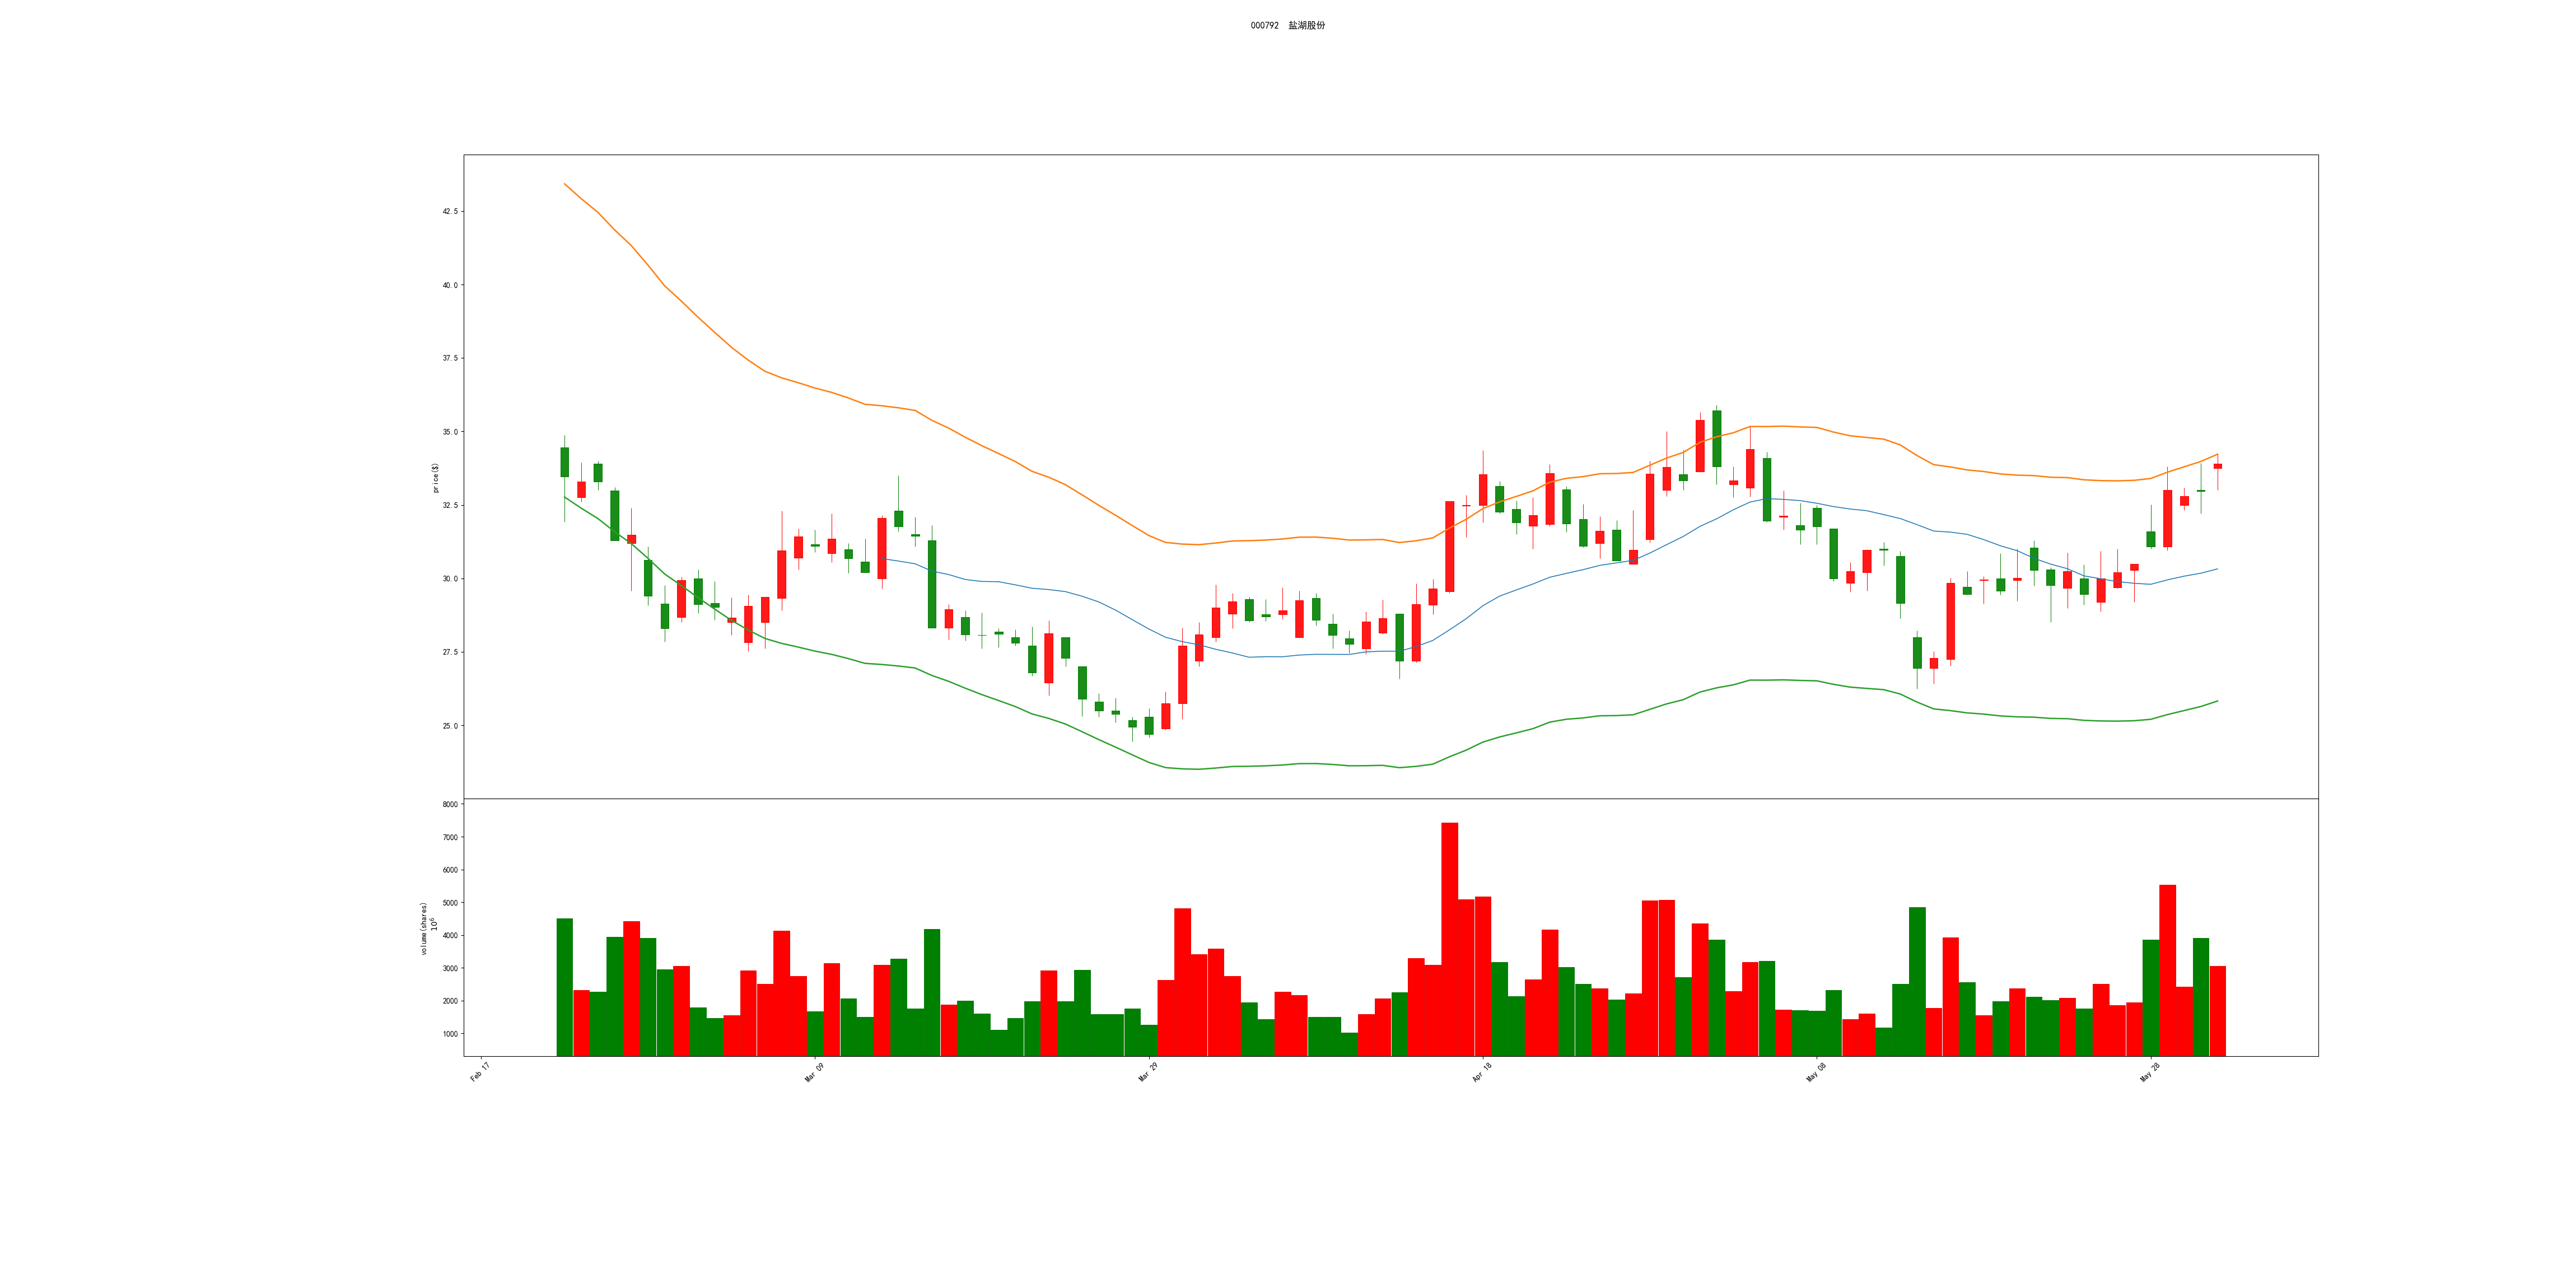 000792 盐湖股份
price($)
42.5
40.0
37.5
35.0
32.5
30.0
27.5
25.0
volume(shares)
10^6
8000
7000
6000
5000
4000
3000
2000
1000
Feb 17
Mar 09
Mar 29
Apr 18
May 08
May 28